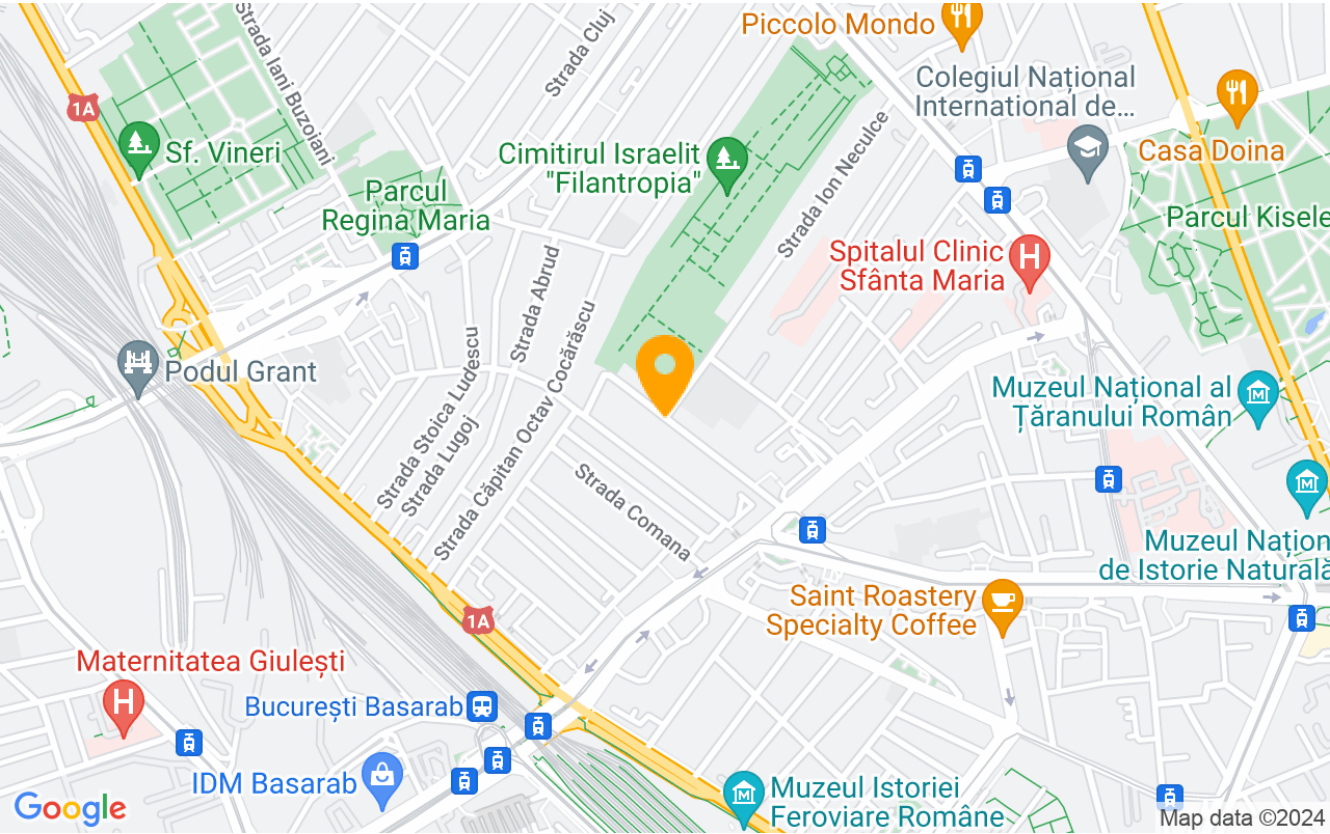 Piccolo Mondo
Strada Cluj
Strada Iani Buzoiani
Colegiul Național
International de...
1A
Sf. Vineri
Cimitirul Israelit
"Filantropia"
Strada Ion Neculce
Casa Doina
Parcul
Regina Maria
Parcul Kisele
Spitalul Clinic
Sfânta Maria
H
Strada Abrud
Strada Căpitan Octav Cocărăscu
Strada Stoica Ludescu
Strada Lugoj
Podul Grant
Muzeul Național al
Țăranului Român
M
Strada Comana
M
Muzeul Națion
de Istorie Naturală
Saint Roastery
Specialty Coffee
1A
Maternitatea Giulești
H
București Basarab
IDM Basarab
M
Muzeul Istoriei
Feroviare Române
Google
Map data ©2024